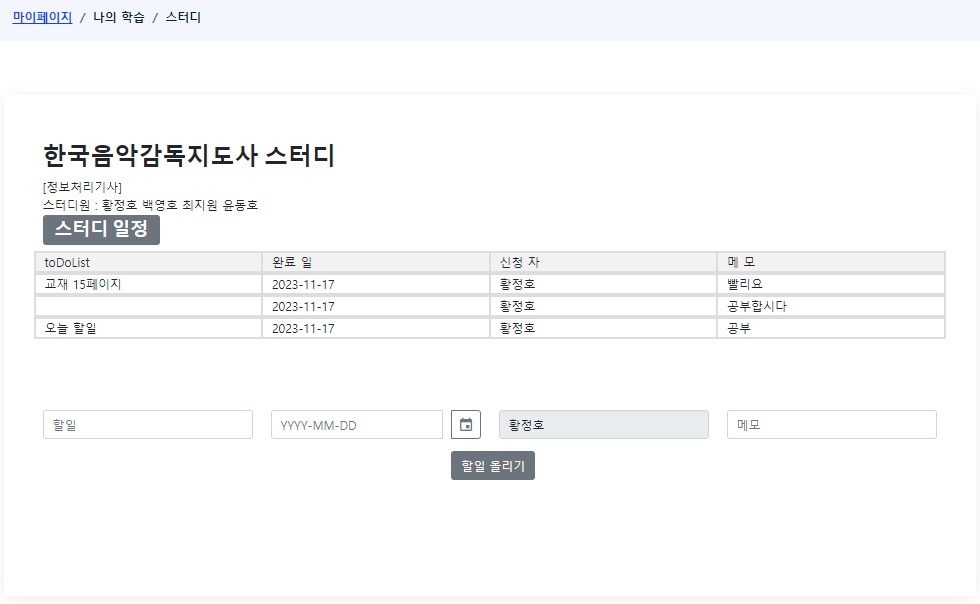 마이페이지 / 나의 학습 / 스터디
한국음악감독지도사 스터디
[정보처리기사]
스터디원 : 황정호 백영호 최지원 윤동호
스터디 일정
toDoList 완료 일 신청 자 메 모
교재 15페이지 2023-11-17 황정호 빨리요
2023-11-17 황정호 공부합시다
오늘 할일 2023-11-17 황정호 공부
할일 YYYY-MM-DD 황정호 메모
할일 올리기